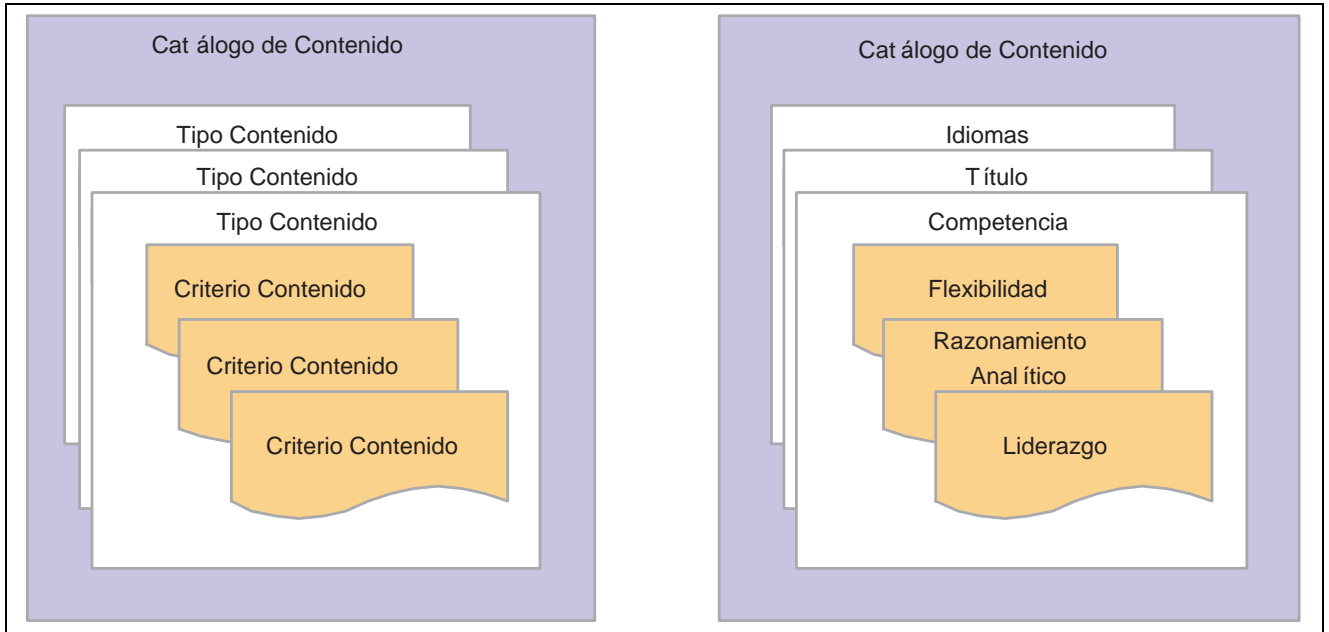 Cat álogo de Contenido
Tipo Contenido
Tipo Contenido
Tipo Contenido
Criterio Contenido
Criterio Contenido
Criterio Contenido
Cat álogo de Contenido
Idiomas
T ítulo
Competencia
Flexibilidad
Razonamiento
Anal ítico
Liderazgo